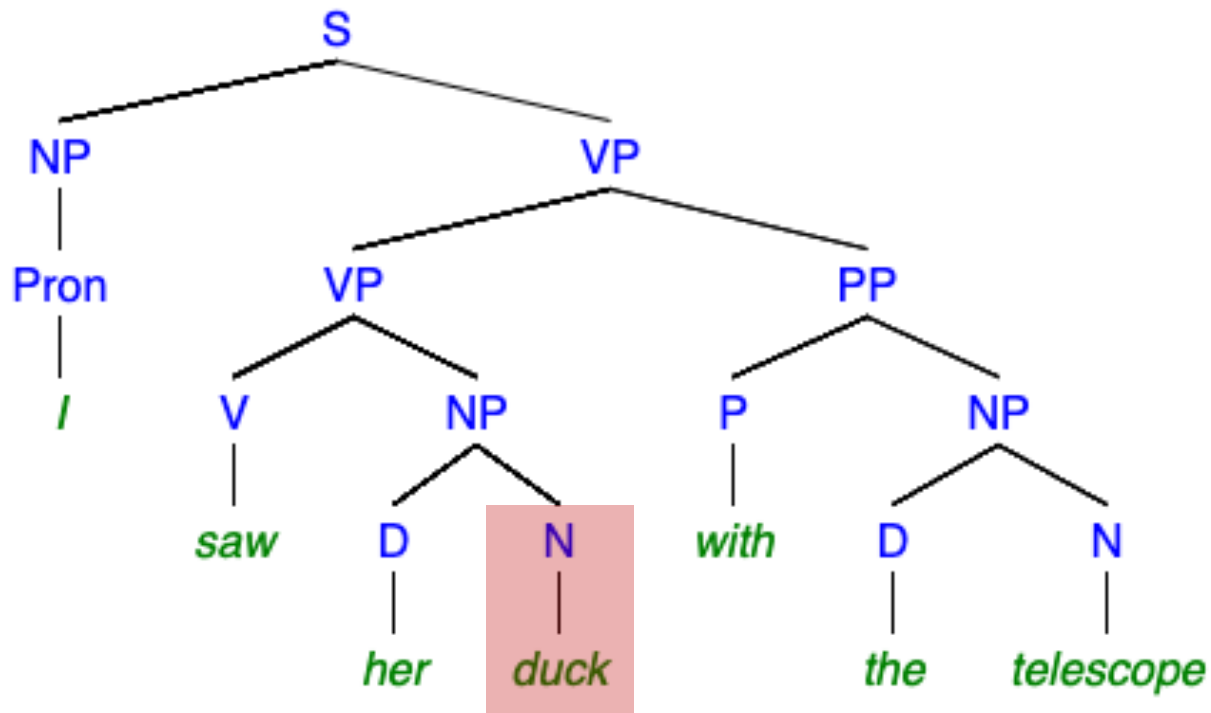 S
NP VP
Pron VP PP
I V NP P NP
saw D N with D N
her duck the telescope